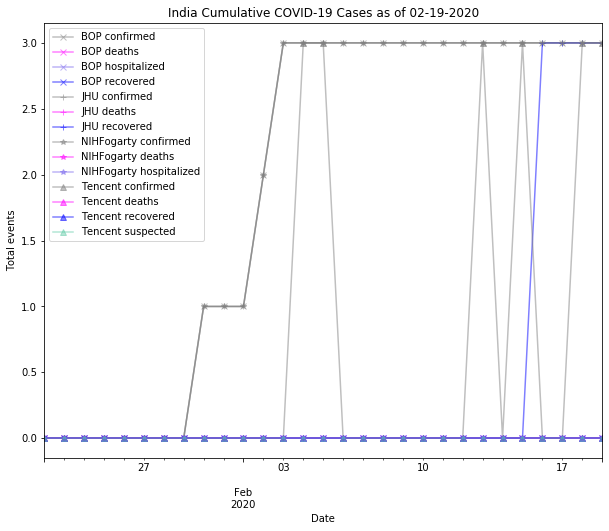 India Cumulative COVID-19 Cases as of 02-19-2020
BOP confirmed
BOP deaths
BOP hospitalized
BOP recovered
JHU confirmed
JHU deaths
JHU recovered
NIHFogarty confirmed
NIHFogarty deaths
NIHFogarty hospitalized
Tencent confirmed
Tencent deaths
Tencent recovered
Tencent suspected
Total events
3.0
2.5
2.0
1.5
1.0
0.5
0.0
27 03 10 17
Feb
2020
Date